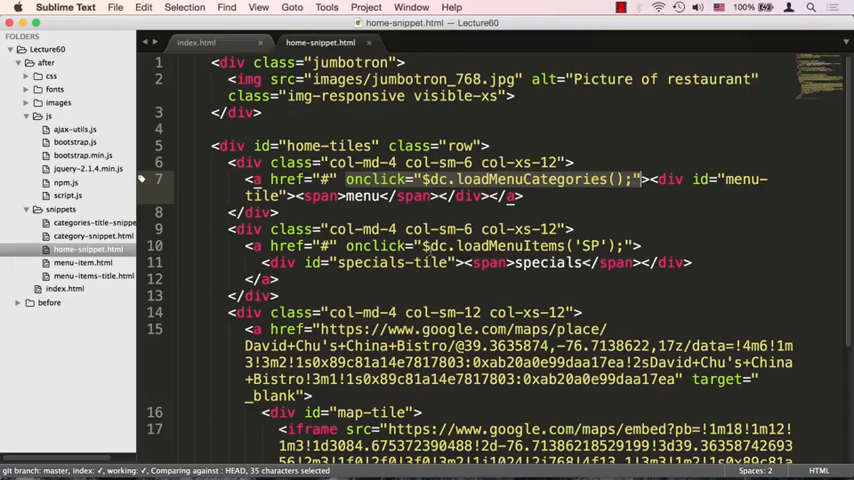 Sublime Text File Edit Selection Find View Goto Tools Project Window Help 100%
home-snippet.html
FOLDERS
Lecture60
after
css
fonts
images
js
ajax-utils.js
bootstrap.js
bootstrap.min.js
jquery-2.1.4.min.js
npm.js
script.js
snippets
categories-title-snippe
category-snippet.html
home-snippet.html
menu-item.html
menu-items-title.html
index.html
before
index.html home-snippet.html
1 <div class="jumbotron">
2 <img src="images/jumbotron_768.jpg" alt="Picture of restaurant"
class="img-responsive visible-xs">
3 </div>
4
5 <div id="home-tiles" class="row">
6 <div class="col-md-4 col-sm-6 col-xs-12">
7 <a href="#" onclick="$dc.loadMenuCategories();"><div id="menu-
tile"><span>menu</span></div></a>
8 </div>
9 <div class="col-md-4 col-sm-6 col-xs-12">
10 <a href="#" onclick="$dc.loadMenuItems('SP');">
11 <div id="specials-tile"><span>specials</span></div>
12 </a>
13 </div>
14 <div class="col-md-4 col-sm-12 col-xs-12">
15 <a href="https://www.google.com/maps/place/
David+Chu's+China+Bistro/@39.3635874,-76.7138622,17z/data=!4m6!1m
3!3m2!1s0x89c81a14e7817803:0xab20a0e99daa17ea!2sDavid+Chu's+China
+Bistro!3m1!1s0x89c81a14e7817803:0xab20a0e99daa17ea" target="
_blank">
16 <div id="map-tile">
17 <iframe src="https://www.google.com/maps/embed?pb=!1m18!1m12!
1m3!1d3084.675372390488!2d-76.71386218529199!3d39.36358742693
git branch: master, index: ✓, working: ✓, Comparing against : HEAD, 35 characters selected Spaces: 2 HTML